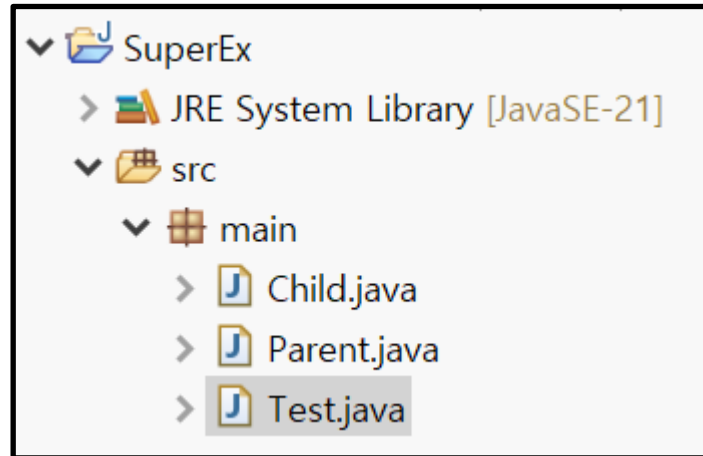 SuperEx
JRE System Library [JavaSE-21]
src
main
Child.java
Parent.java
Test.java